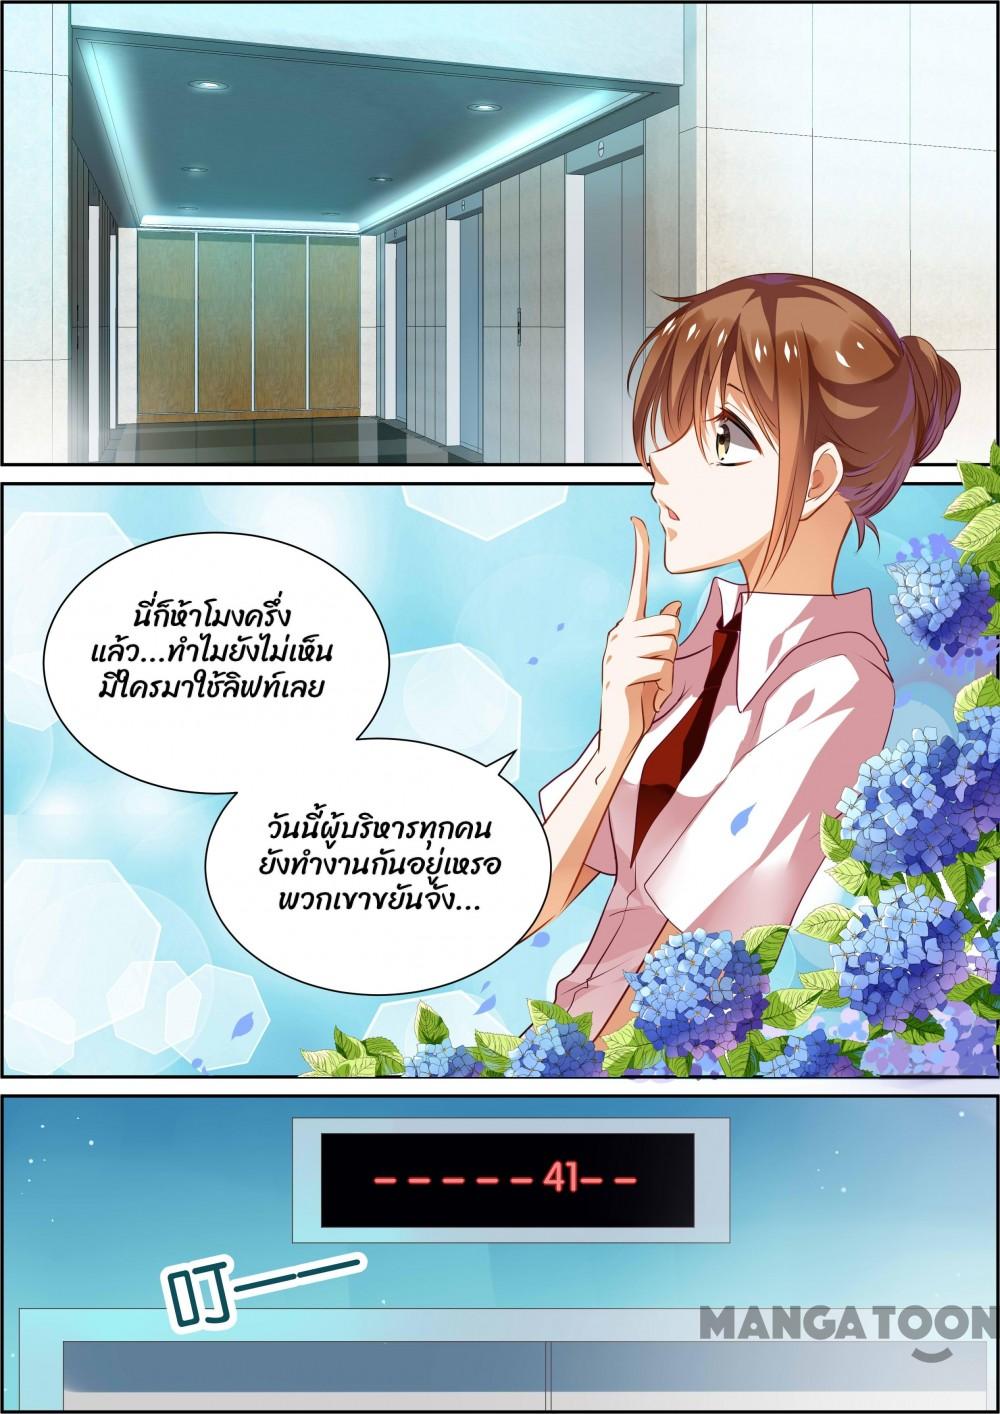 นี่ก็ห้าโมงครึ่ง
แล้ว...ทำไมยังไม่เห็น
มีใครมาใช้ลิฟท์เลย
วันนี้ผู้บริหารทุกคน
ยังทำงานกันอยู่เหรอ
พวกเขาขยันจัง...
-----41--
叮——
MANGATOON